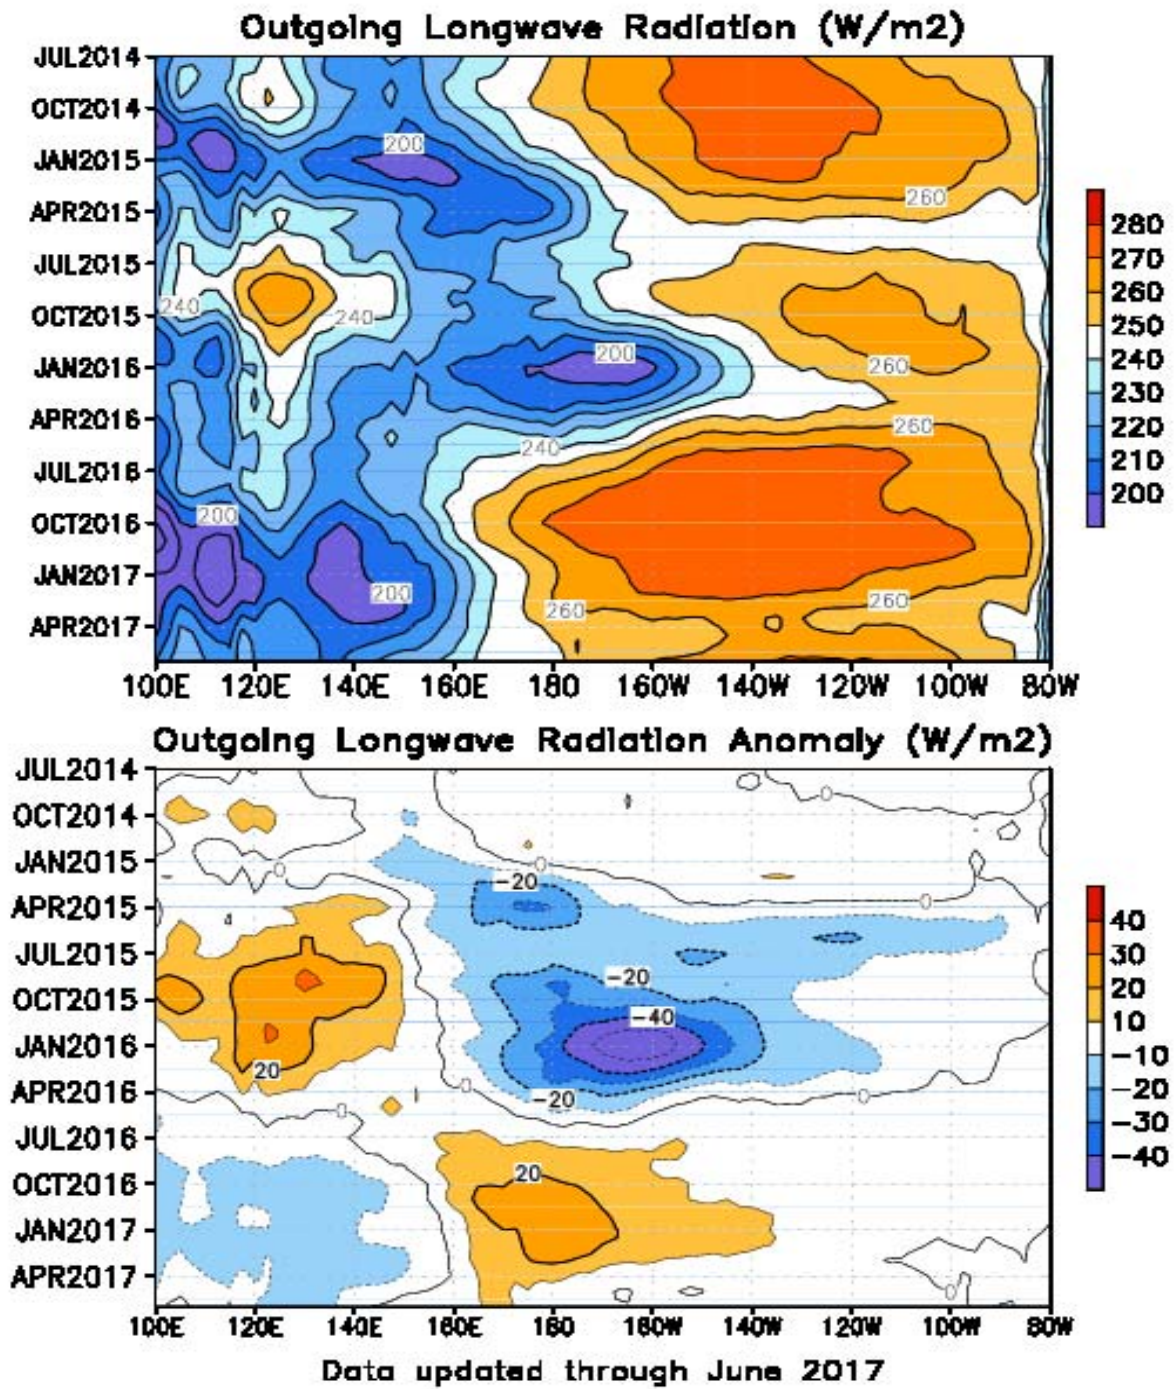 Outgoing Longwave Radiation (W/m2)
JUL2014
OCT2014
JAN2015
APR2015
JUL2015
OCT2015
JAN2016
APR2016
JUL2016
OCT2016
JAN2017
APR2017
200
260
240
240
200
260
260
240
200
200
260
260
280
270
260
250
240
230
220
210
200
100E 120E 140E 160E 180 160W 140W 120W 100W 80W
Outgoing Longwave Radiation Anomaly (W/m2)
JUL2014
OCT2014
JAN2015
APR2015
JUL2015
OCT2015
JAN2016
APR2016
JUL2016
OCT2016
JAN2017
APR2017
0
0
0
-20
0
-20
-40
20
0
-20
0
0
20
0
40
30
20
10
-10
-20
-30
-40
100E 120E 140E 160E 180 160W 140W 120W 100W 80W
Data updated through June 2017